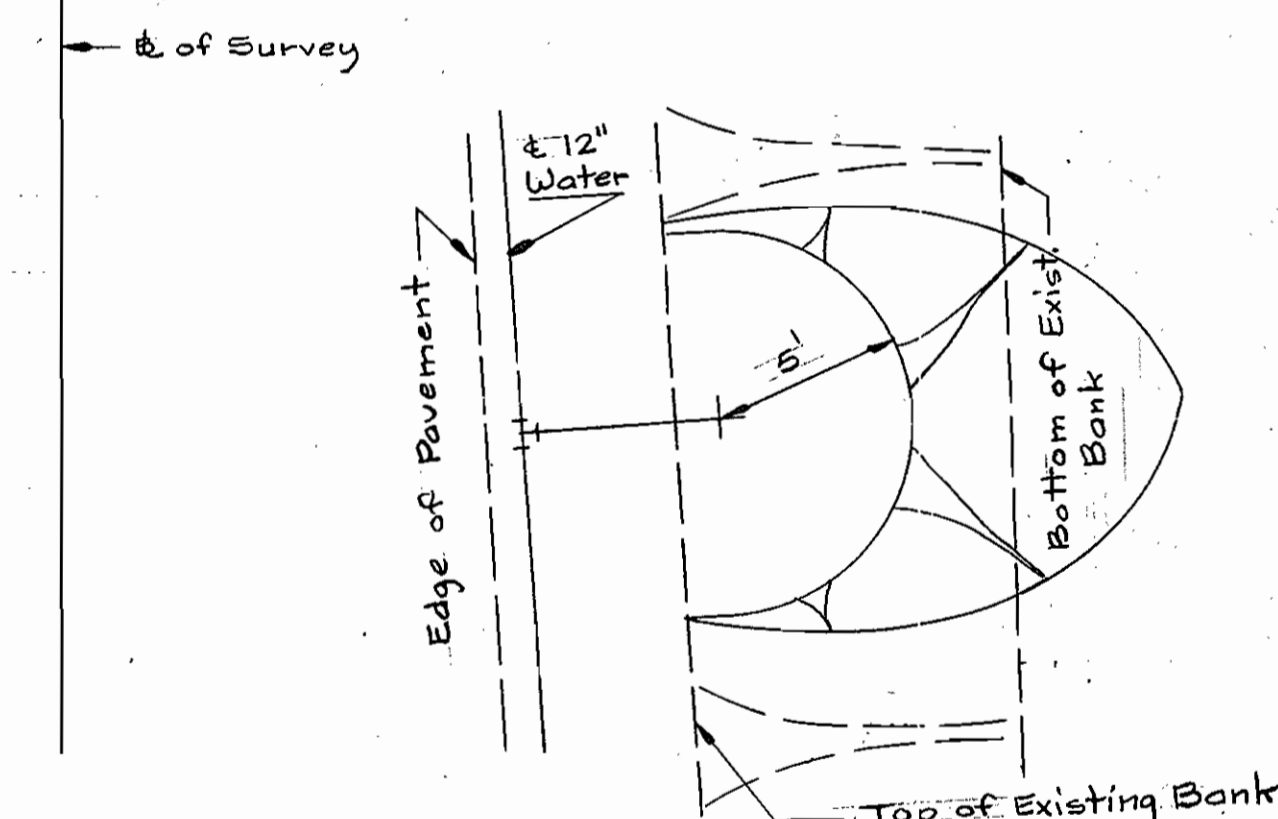 ℄ of Survey
℄ 12"
Water
Edge of Pavement
5'
Bottom of Exist.
Bank
Top of Existing Bank